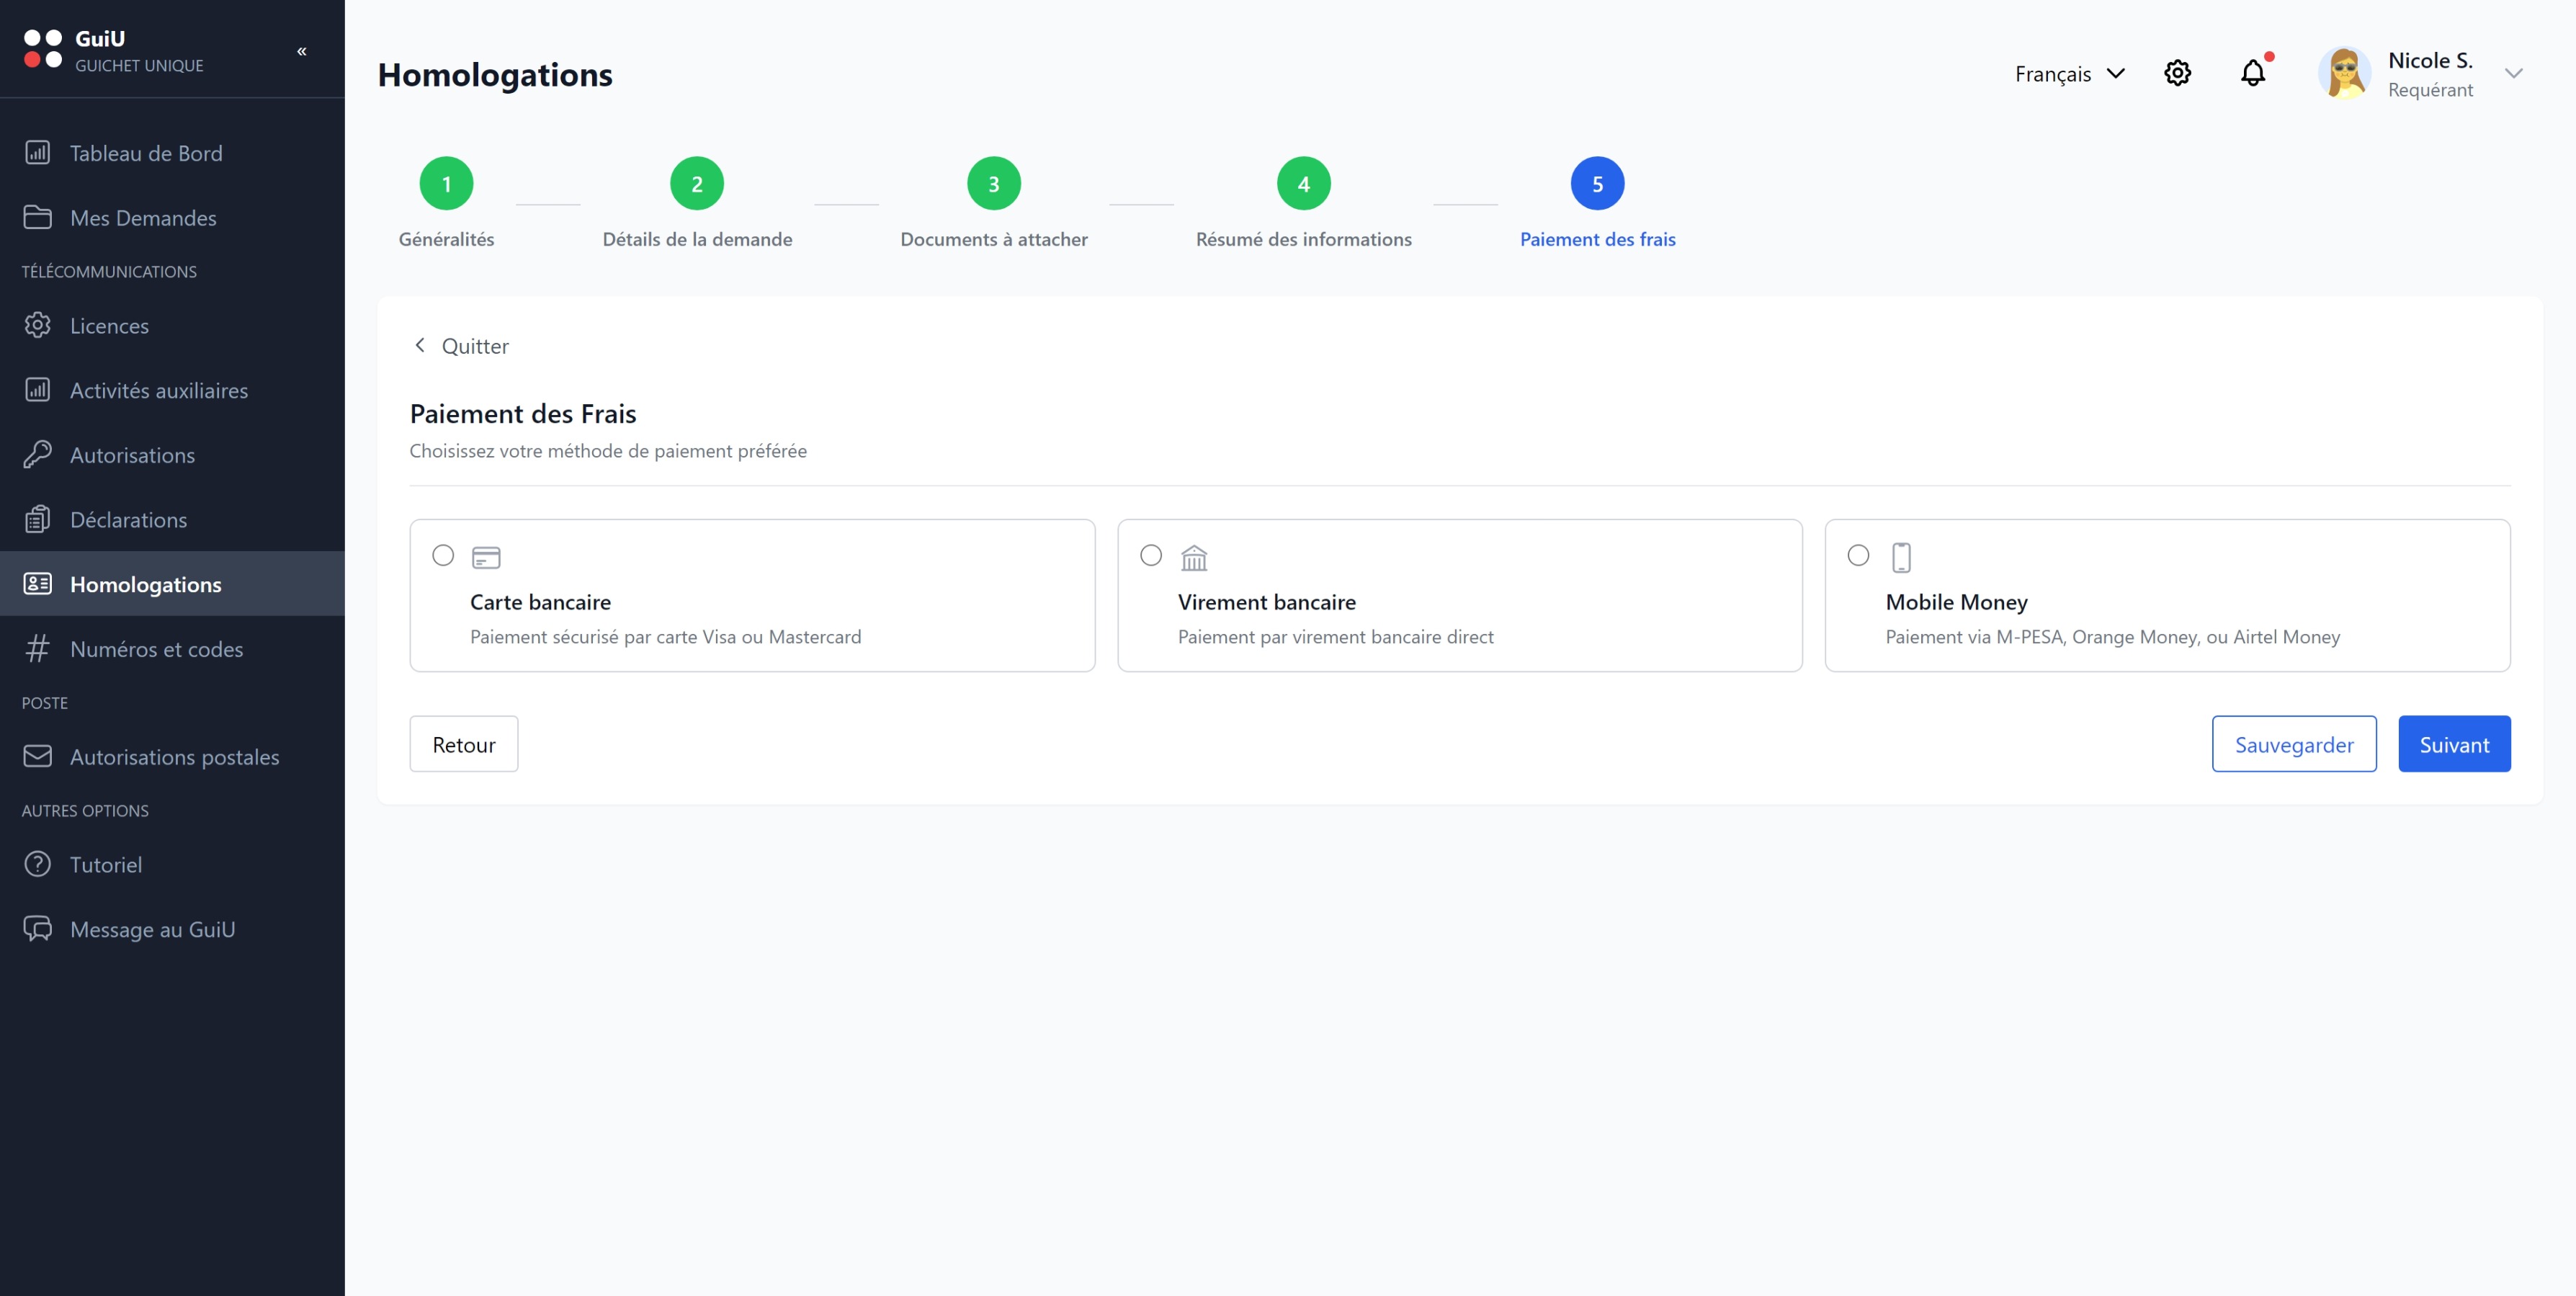 GuiU
GUICHET UNIQUE
«
Tableau de Bord
Mes Demandes
TÉLÉCOMMUNICATIONS
Licences
Activités auxiliaires
Autorisations
Déclarations
Homologations
Numéros et codes
POSTE
Autorisations postales
AUTRES OPTIONS
Tutoriel
Message au GuiU
Homologations
Français
Nicole S.
Requérant
1
Généralités
2
Détails de la demande
3
Documents à attacher
4
Résumé des informations
5
Paiement des frais
Quitter
Paiement des Frais
Choisissez votre méthode de paiement préférée
Carte bancaire
Paiement sécurisé par carte Visa ou Mastercard
Virement bancaire
Paiement par virement bancaire direct
Mobile Money
Paiement via M-PESA, Orange Money, ou Airtel Money
Retour
Sauvegarder
Suivant